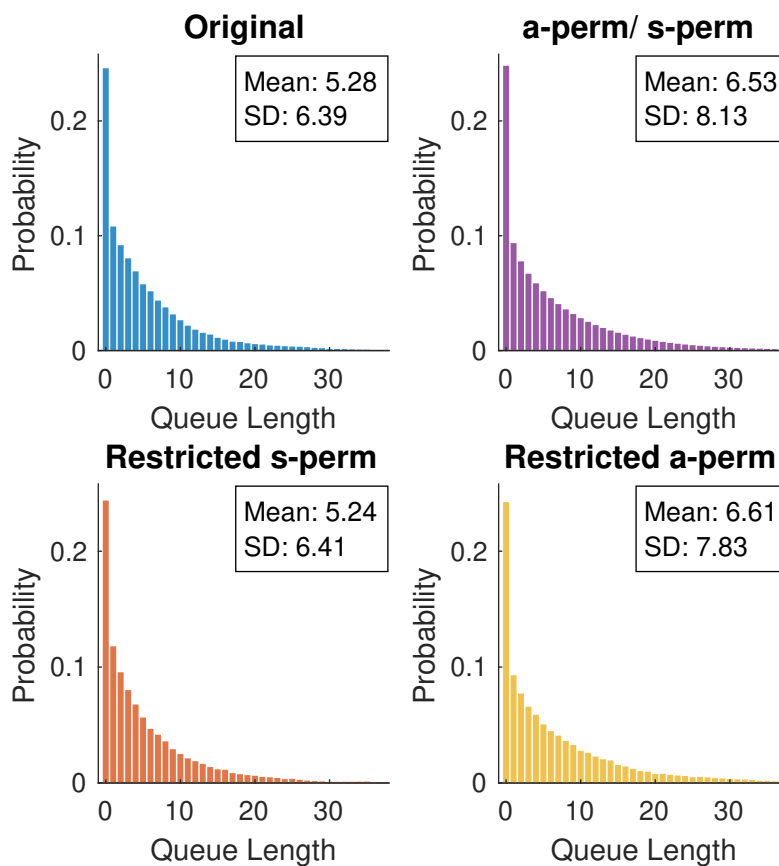 Original
Mean: 5.28
SD: 6.39
0.2
0.1
0
Probability
0 10 20 30
Queue Length
a-perm/ s-perm
Mean: 6.53
SD: 8.13
0.2
0.1
0
Probability
0 10 20 30
Queue Length
Restricted s-perm
Mean: 5.24
SD: 6.41
0.2
0.1
0
Probability
0 10 20 30
Queue Length
Restricted a-perm
Mean: 6.61
SD: 7.83
0.2
0.1
0
Probability
0 10 20 30
Queue Length